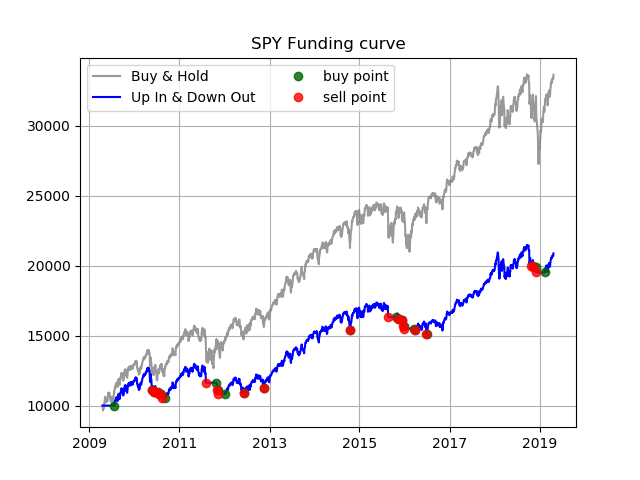 SPY Funding curve
Buy & Hold
Up In & Down Out
buy point
sell point
30000
25000
20000
15000
10000
2009
2011
2013
2015
2017
2019